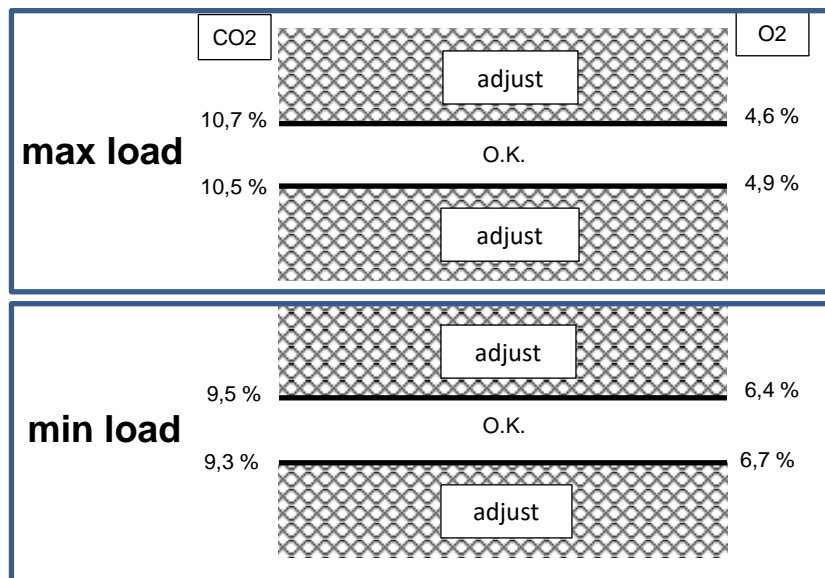 CO2
O2
adjust
10,7 %
4,6 %
max load
O.K.
10,5 %
4,9 %
adjust
adjust
9,5 %
6,4 %
min load
O.K.
9,3 %
6,7 %
adjust